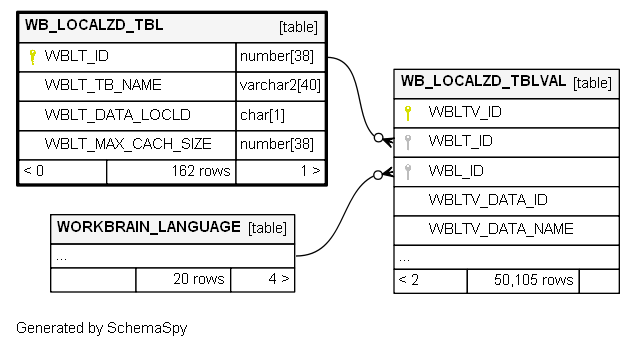 WB_LOCALZD_TBL [table]
WBLT_ID number[38]
WBLT_TB_NAME varchar2[40]
WBLT_DATA_LOCLD char[1]
WBLT_MAX_CACH_SIZE number[38]
< 0 162 rows 1 >
WB_LOCALZD_TBLVAL [table]
WBLTV_ID
WBLT_ID
WBL_ID
WBLTV_DATA_ID
WBLTV_DATA_NAME
...
< 2 50,105 rows
WORKBRAIN_LANGUAGE [table]
...
20 rows 4 >
Generated by SchemaSpy